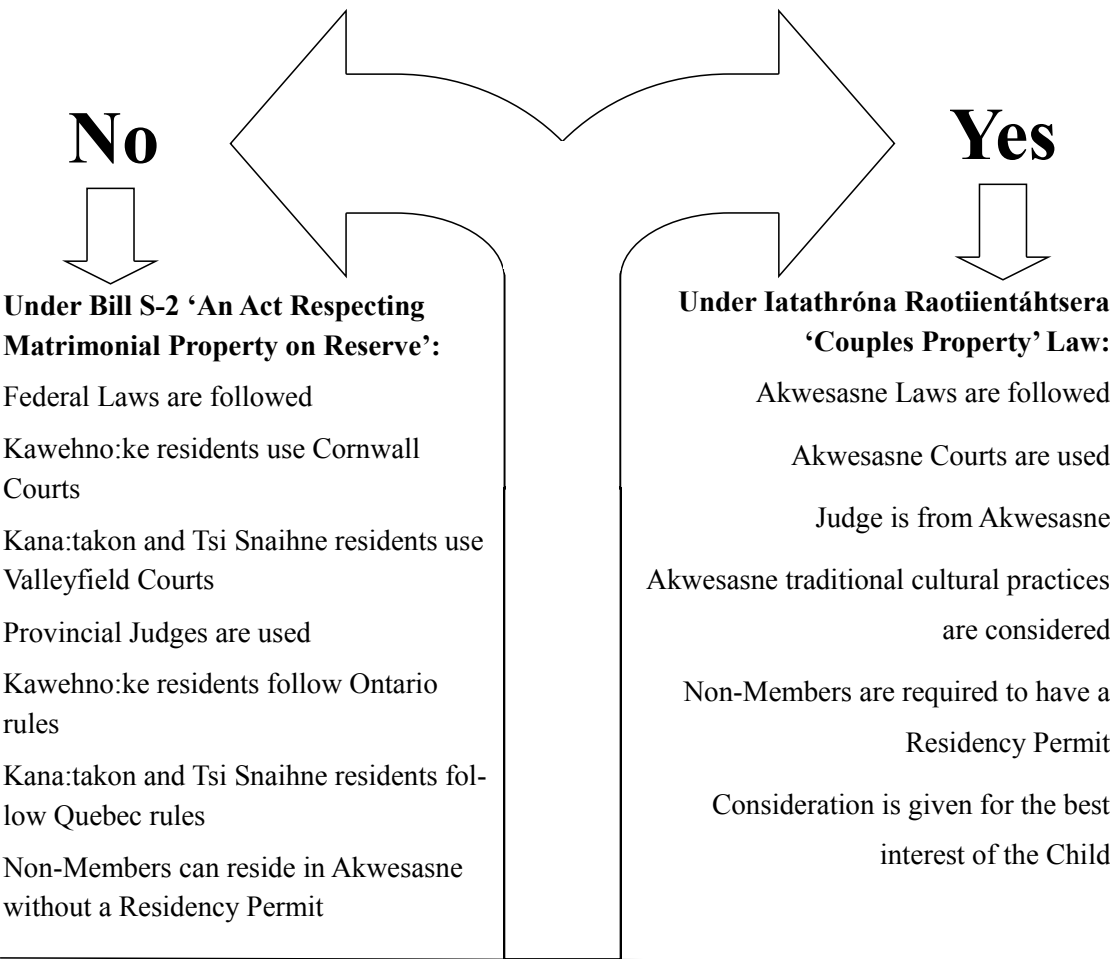 No
Under Bill S-2 ‘An Act Respecting
Matrimonial Property on Reserve’:
Federal Laws are followed
Kawehno:ke residents use Cornwall
Courts
Kana:takon and Tsi Snaihne residents use
Valleyfield Courts
Provincial Judges are used
Kawehno:ke residents follow Ontario
rules
Kana:takon and Tsi Snaihne residents fol-
low Quebec rules
Non-Members can reside in Akwesasne
without a Residency Permit
Yes
Under Iatathróna Raotiientáhtsera
‘Couples Property’ Law:
Akwesasne Laws are followed
Akwesasne Courts are used
Judge is from Akwesasne
Akwesasne traditional cultural practices
are considered
Non-Members are required to have a
Residency Permit
Consideration is given for the best
interest of the Child